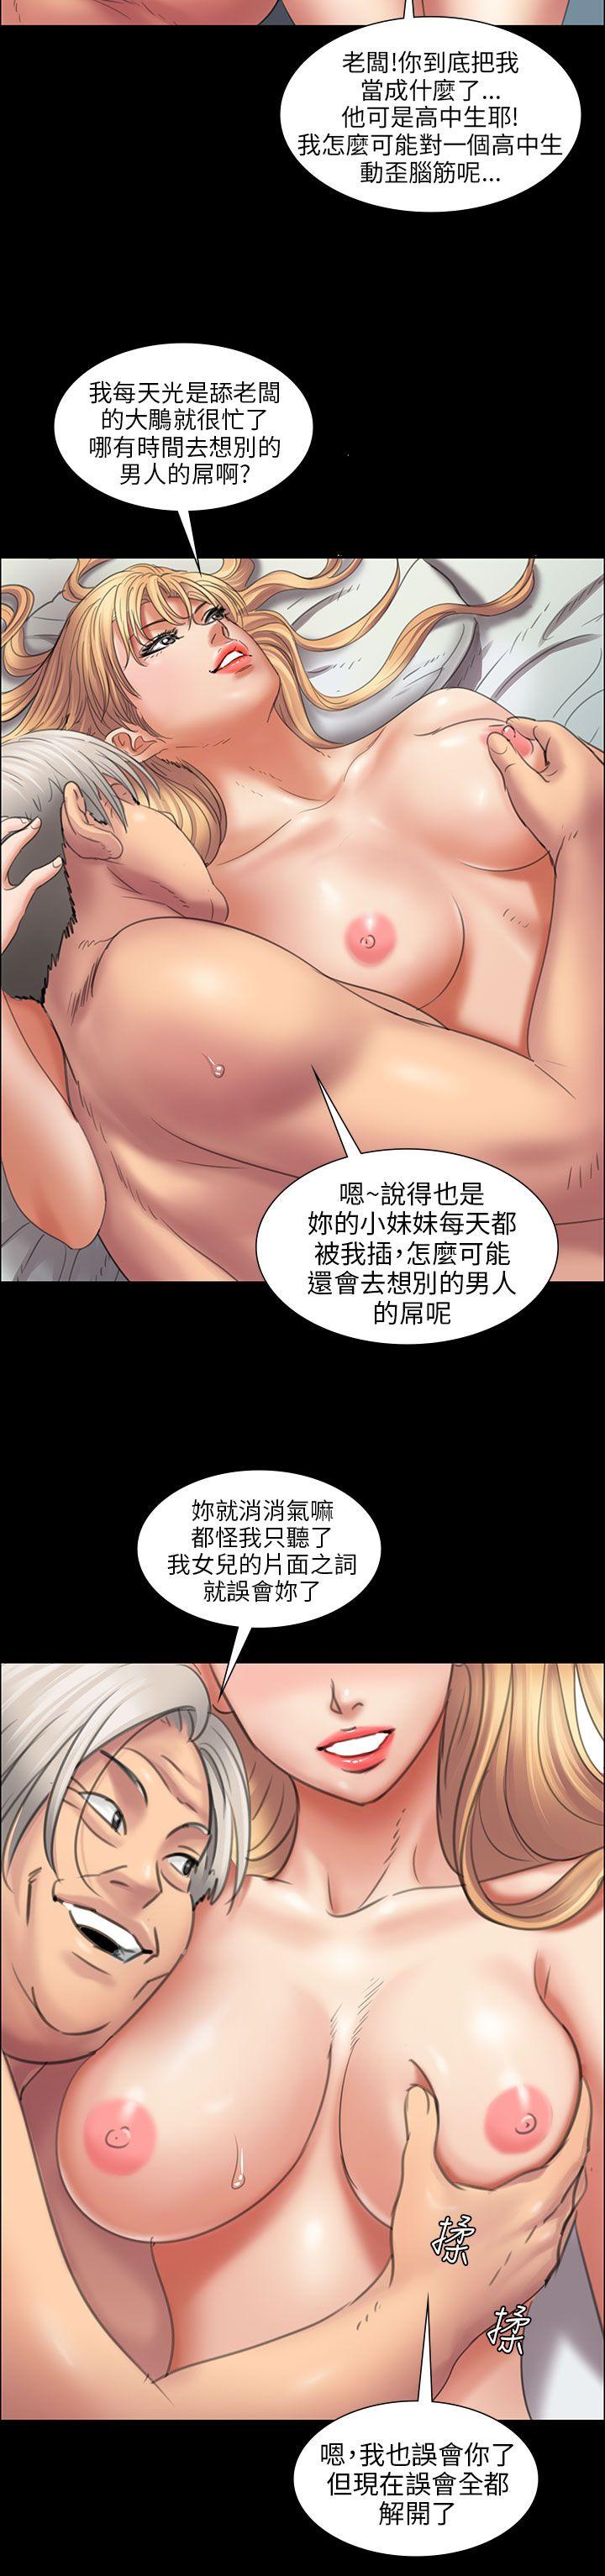 老闆!你到底把我
當成什麼了...
他可是高中生耶!
我怎麼可能對一個高中生
動歪腦筋呢...
我每天光是舔老闆
的大鵰就很忙了
哪有時間去想別的
男人的屌啊?
嗯~說得也是
妳的小妹妹每天都
被我插,怎麼可能
還會去想別的男人
的屌呢
妳就消消氣嘛
都怪我只聽了
我女兒的片面之詞
就誤會妳了
揉
揉
嗯,我也誤會你了
但現在誤會全都
解開了